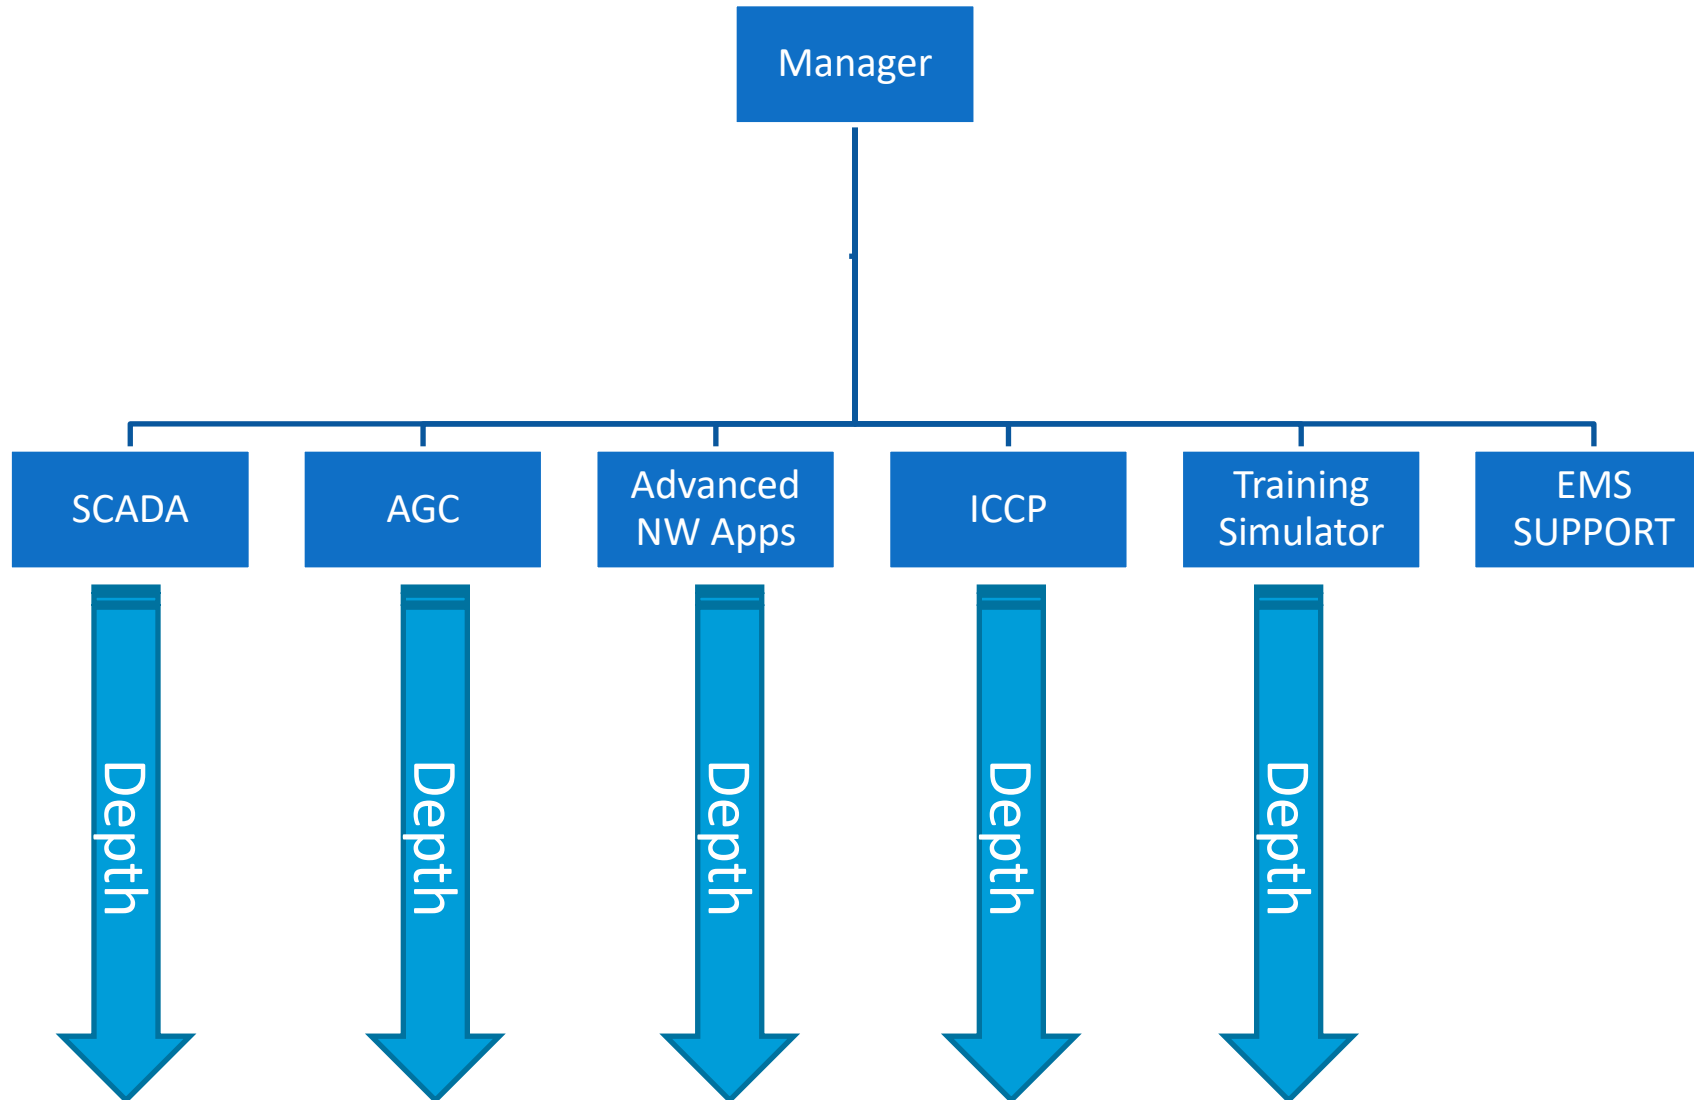 Manager
SCADA
AGC
Advanced
NW Apps
ICCP
Training
Simulator
EMS
SUPPORT
Depth
Depth
Depth
Depth
Depth